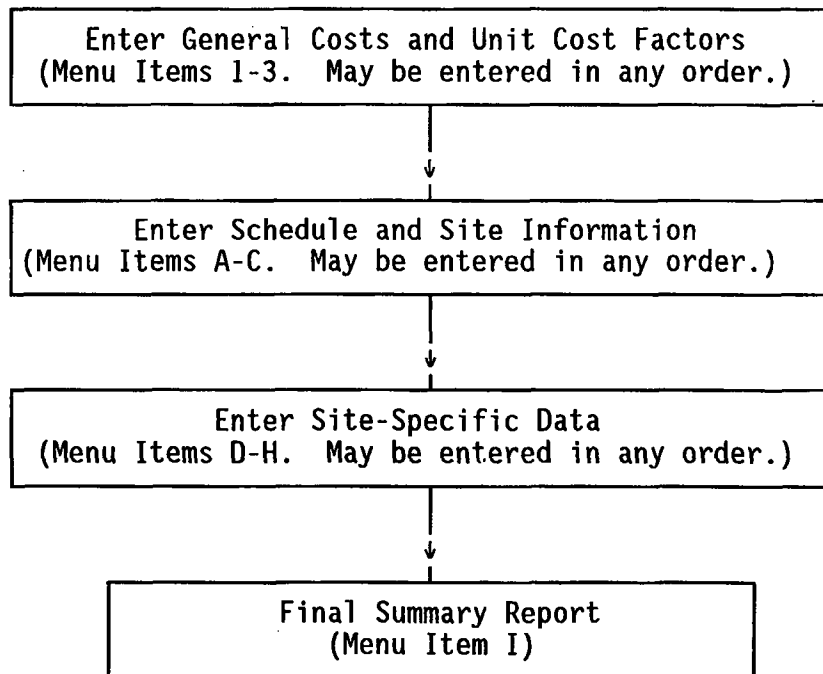 Enter General Costs and Unit Cost Factors
(Menu Items 1-3. May be entered in any order.)
Enter Schedule and Site Information
(Menu Items A-C. May be entered in any order.)
Enter Site-Specific Data
(Menu Items D-H. May be entered in any order.)
Final Summary Report
(Menu Item I)